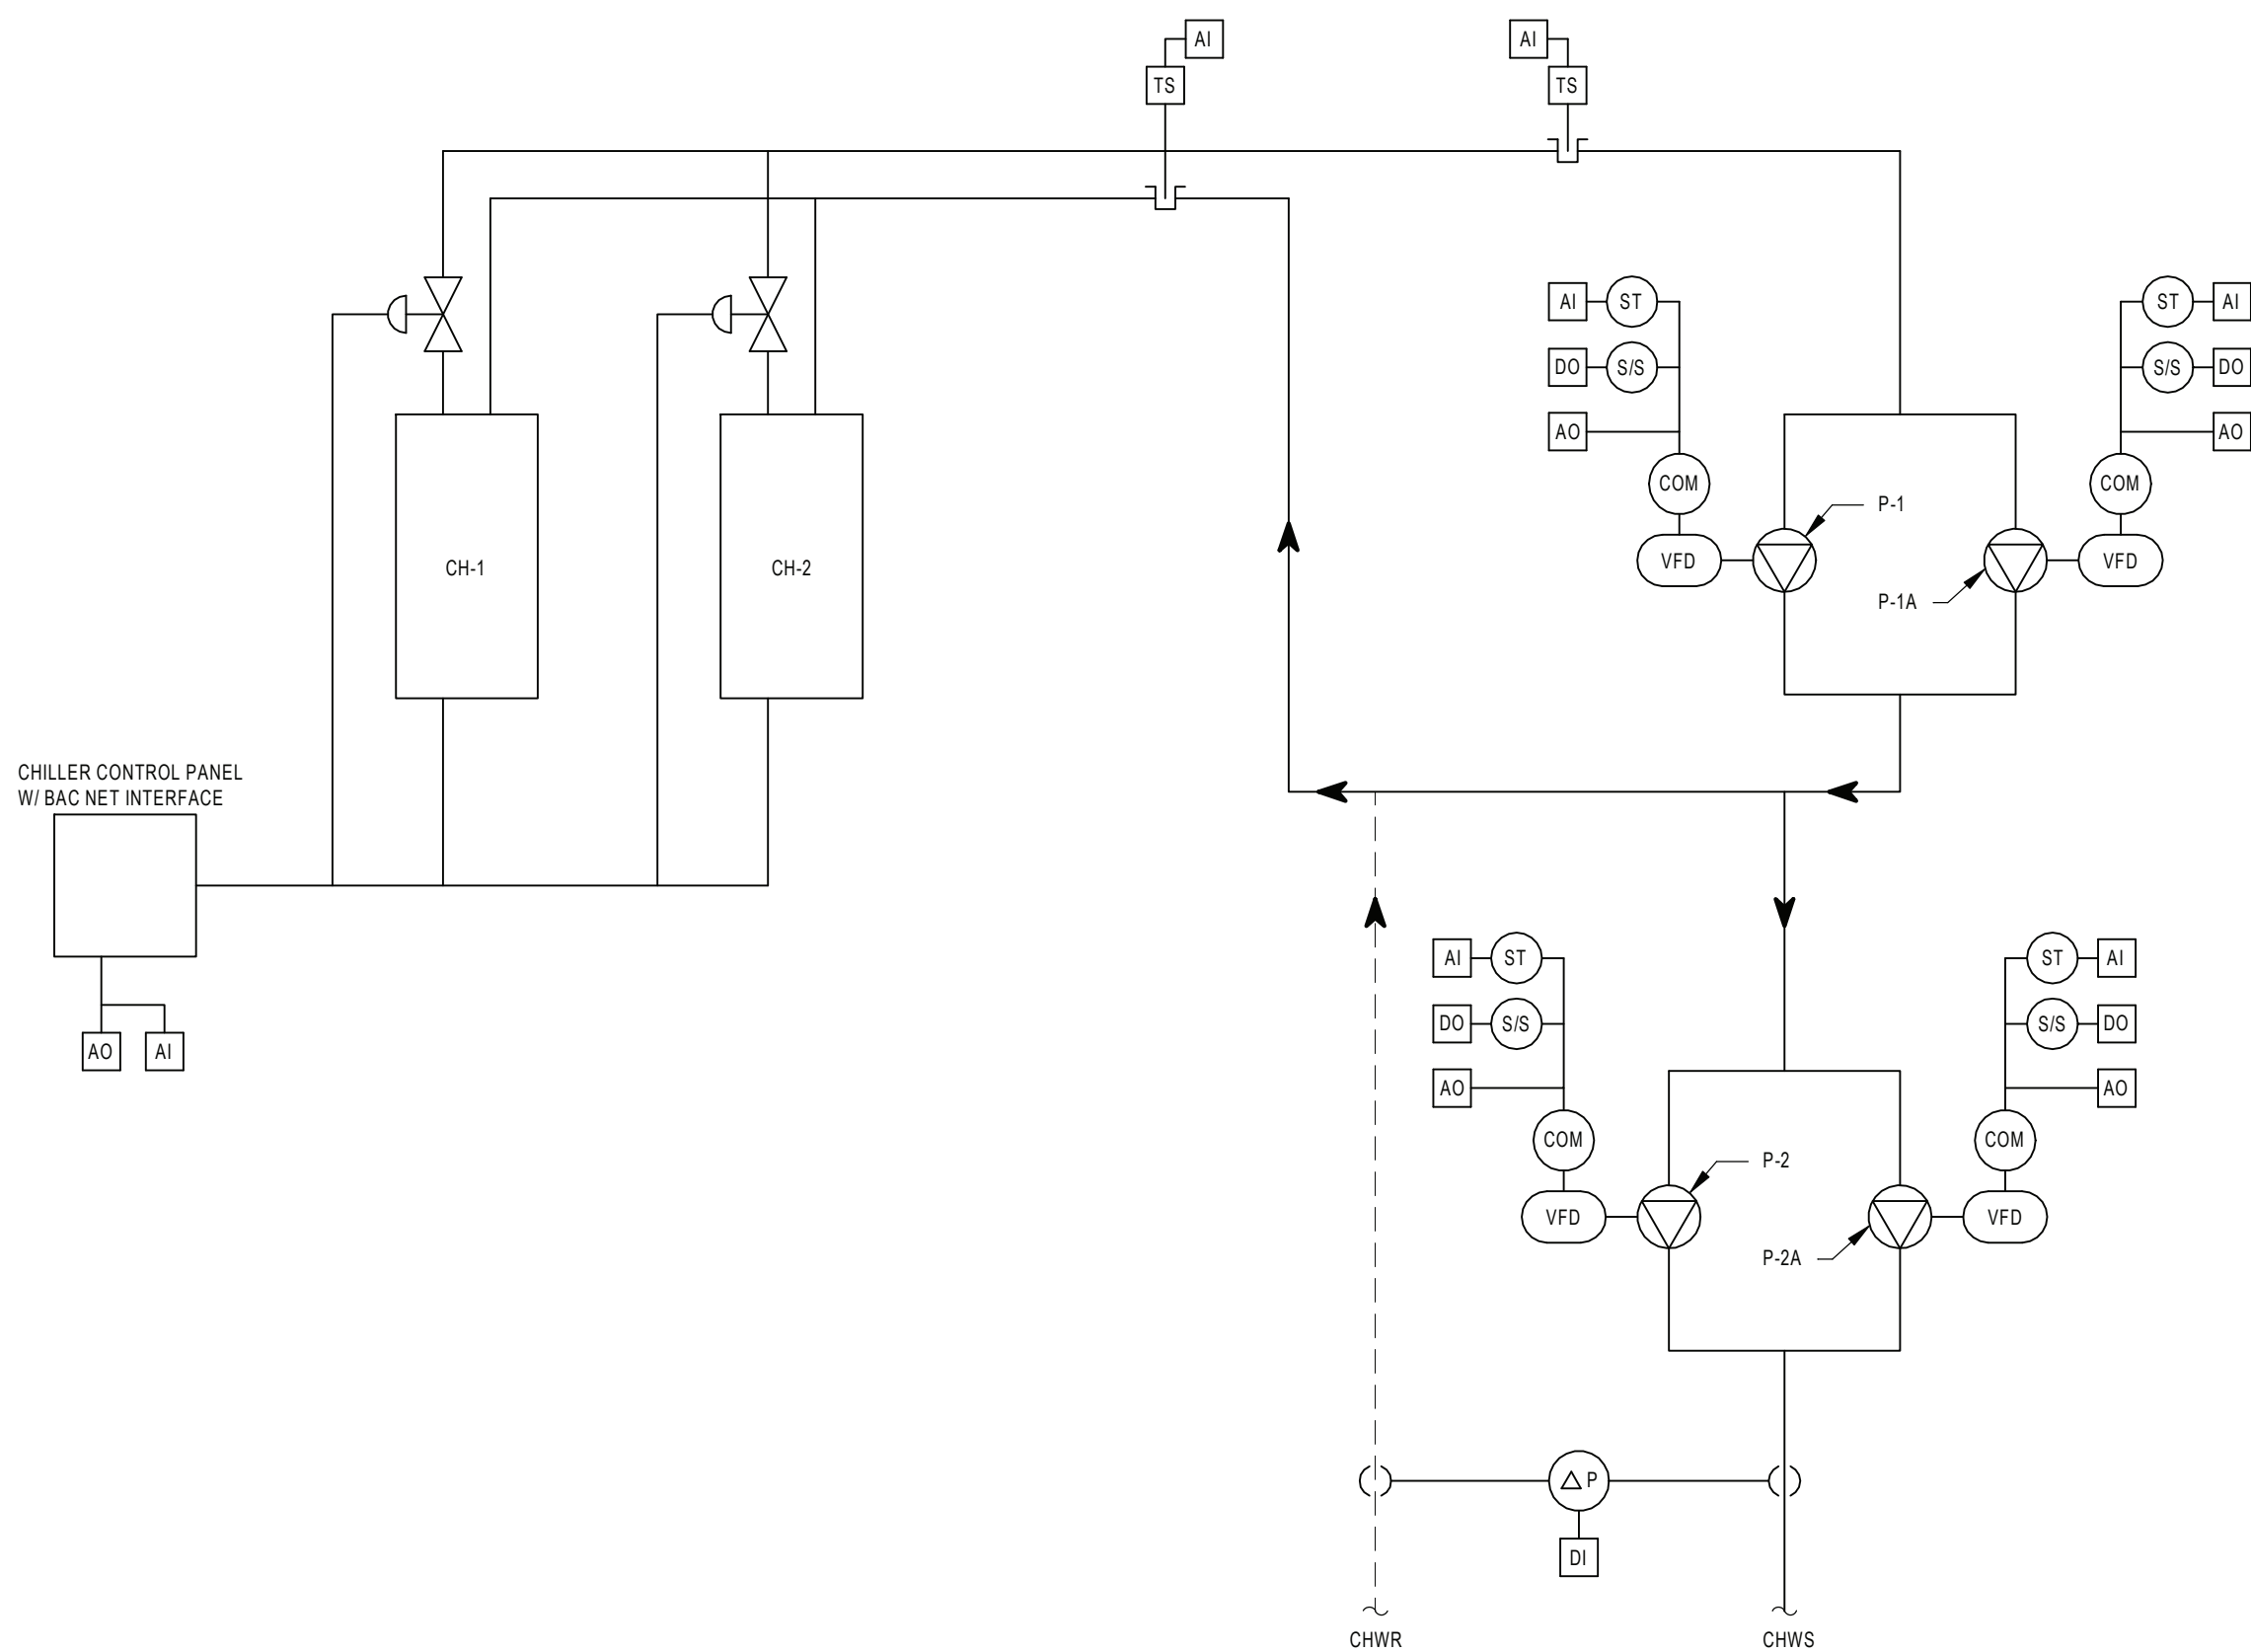 AI
AI
TS
TS
AI
ST
ST
AI
DO
S/S
S/S
DO
AO
AO
COM
COM
P-1
VFD
VFD
P-1A
CH-1
CH-2
CHILLER CONTROL PANEL
W/ BAC NET INTERFACE
AO
AI
AI
ST
ST
AI
DO
S/S
S/S
DO
AO
AO
COM
COM
P-2
VFD
VFD
P-2A
△ P
DI
CHWR
CHWS